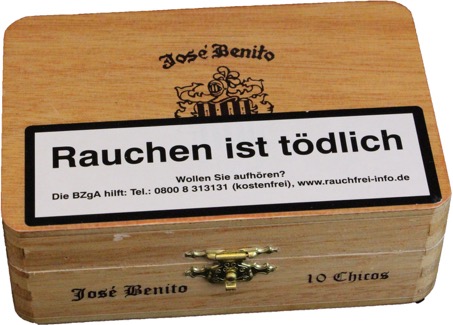 José Benito
Rauchen ist tödlich
Wollen Sie aufhören?
Die BZgA hilft: Tel.: 0800 8 313131 (kostenfrei), www.rauchfrei-info.de
José Benito
10 Chicos